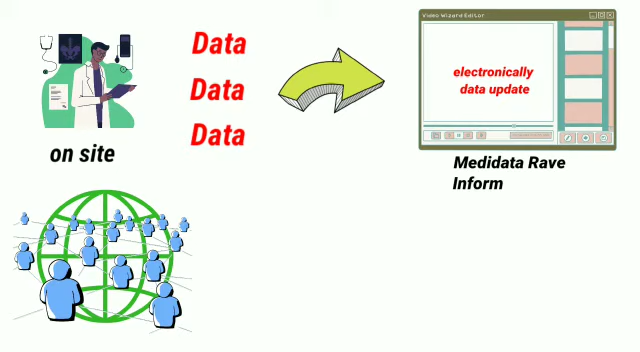 Data
Data
Data
on site
Video Wizard Editor
electronically
data update
Medidata Rave
Inform